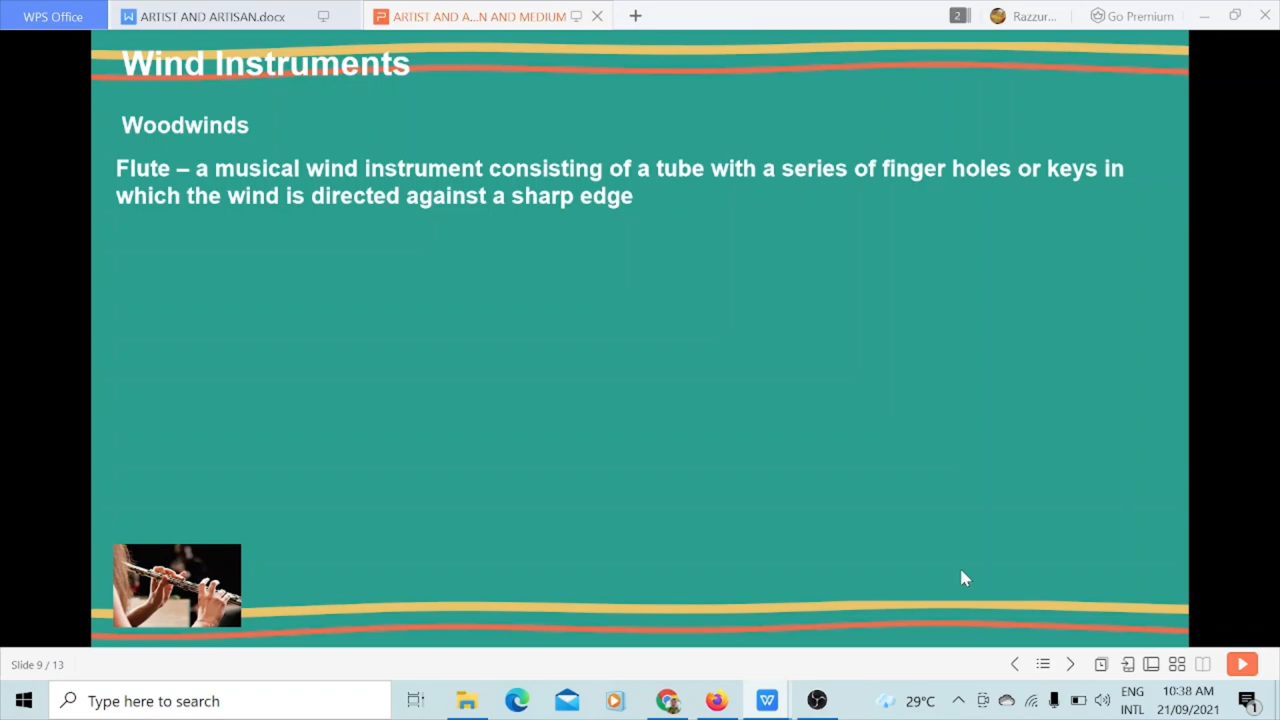 WPS Office
ARTIST AND ARTISAN.docx
ARTIST AND A...N AND MEDIUM
2
Razzur...
Go Premium
Wind Instruments
Woodwinds
Flute – a musical wind instrument consisting of a tube with a series of finger holes or keys in
which the wind is directed against a sharp edge
Slide 9 / 13
Type here to search
29°C
ENG
INTL
10:38 AM
21/09/2021
1